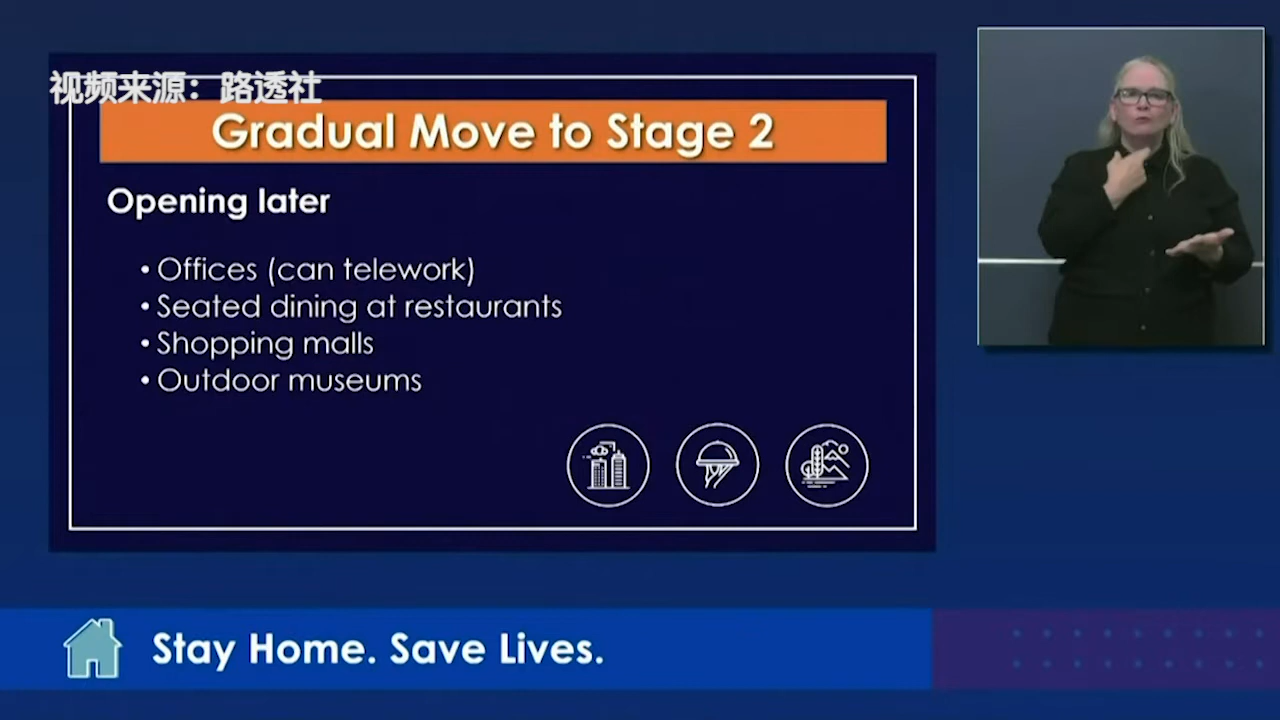 视频来源：路透社
Gradual Move to Stage 2
Opening later
• Offices (can telework)
• Seated dining at restaurants
• Shopping malls
• Outdoor museums
Stay Home. Save Lives.